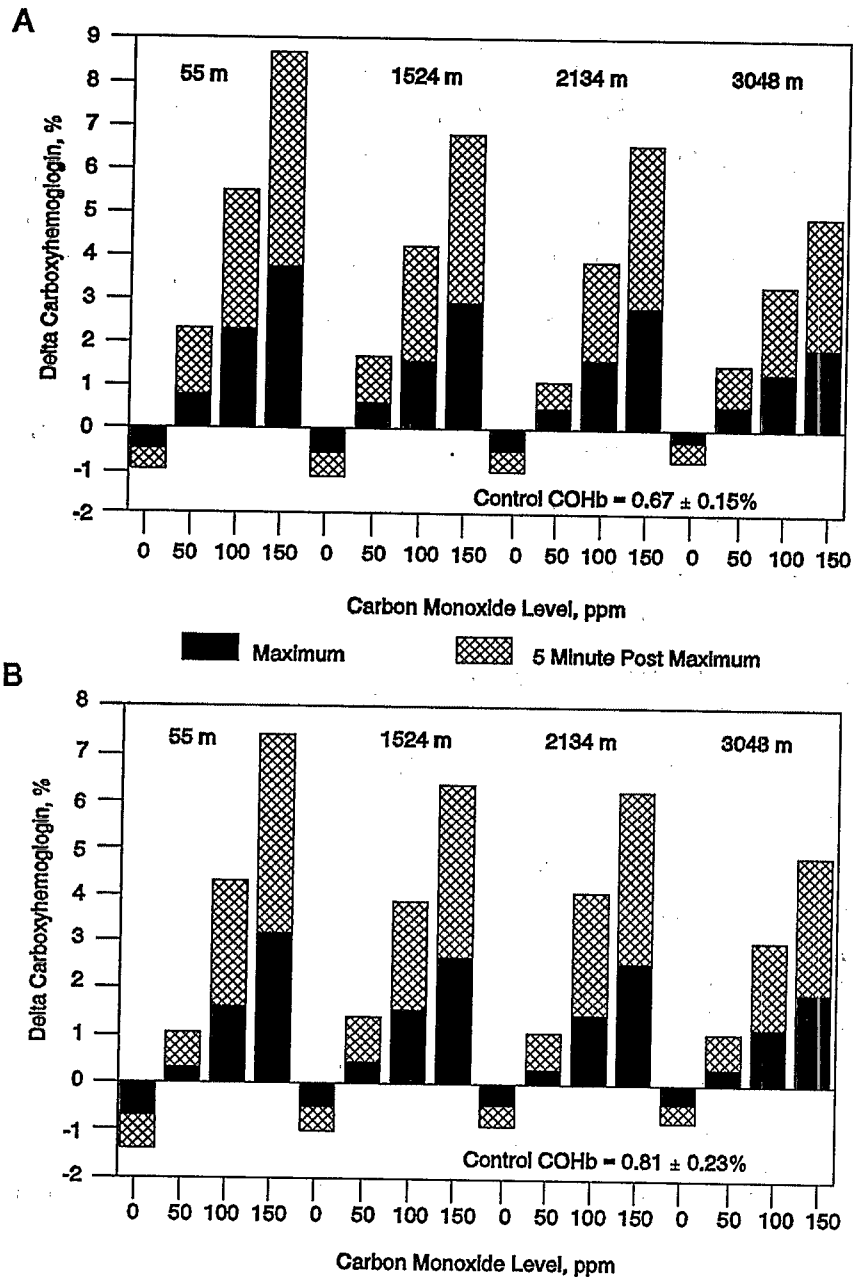 A
9
8
7
6
5
4
3
2
1
0
-1
-2
Delta Carboxyhemoglogin, %
55 m 1524 m 2134 m 3048 m
Control COHb = 0.67 ± 0.15%
0 50 100 150 0 50 100 150 0 50 100 150 0 50 100 150
Carbon Monoxide Level, ppm
Maximum 5 Minute Post Maximum
B
8
7
6
5
4
3
2
1
0
-1
-2
Delta Carboxyhemoglogin, %
55 m 1524 m 2134 m 3048 m
Control COHb = 0.81 ± 0.23%
0 50 100 150 0 50 100 150 0 50 100 150 0 50 100 150
Carbon Monoxide Level, ppm